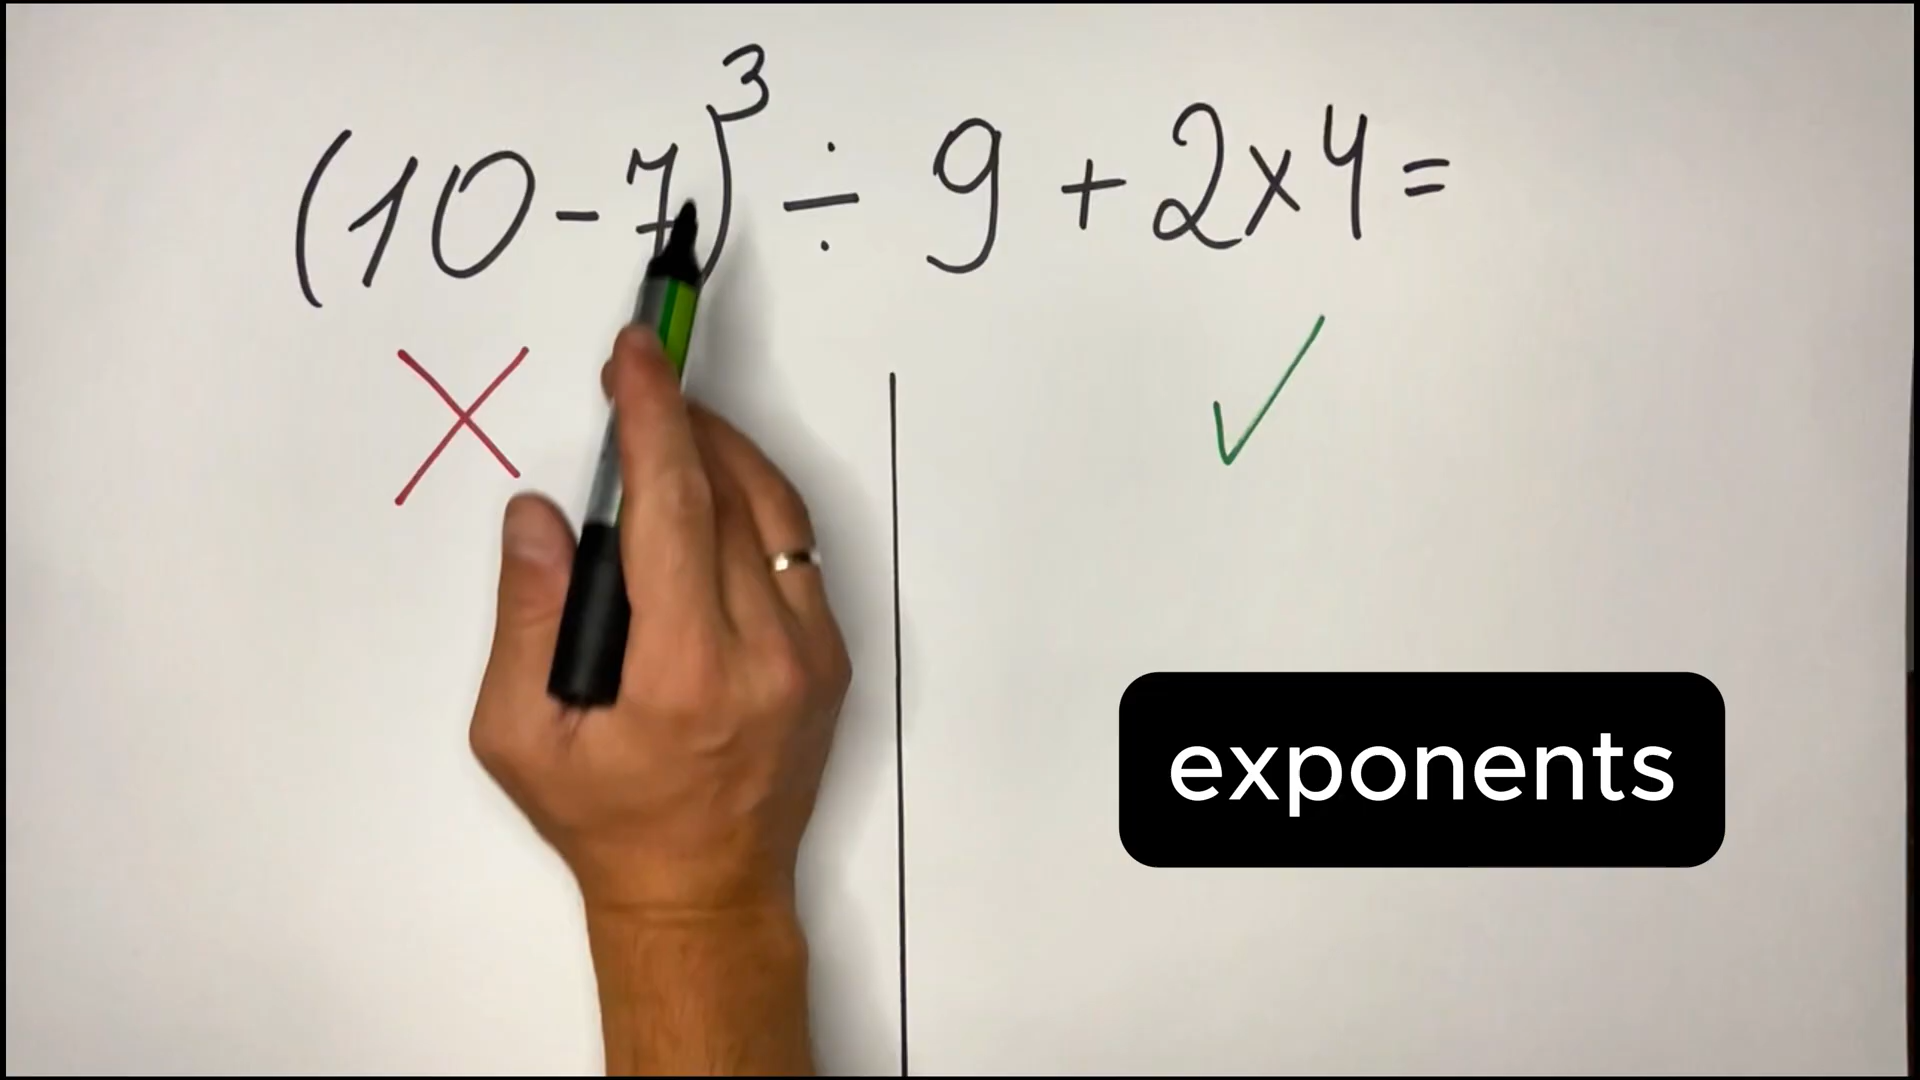 (10-7)³ ÷ 9 + 2x4=
exponents